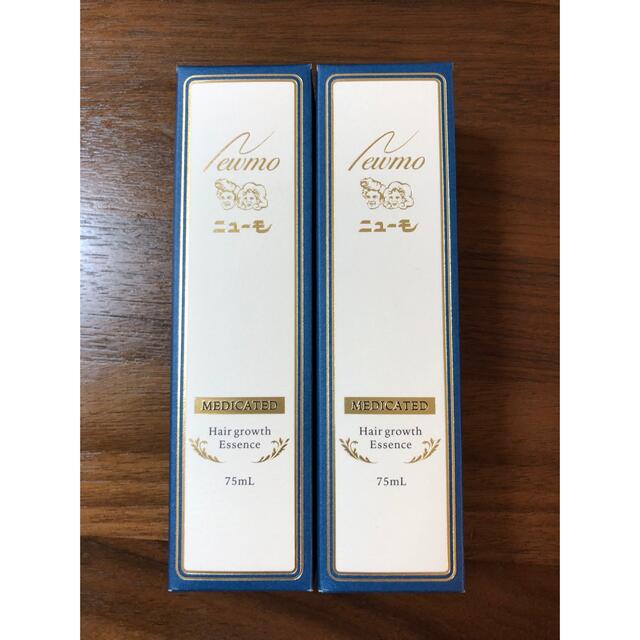 Newmo
ニューモ
MEDICATED
Hair growth
Essence
75mL
Newmo
ニューモ
MEDICATED
Hair growth
Essence
75mL